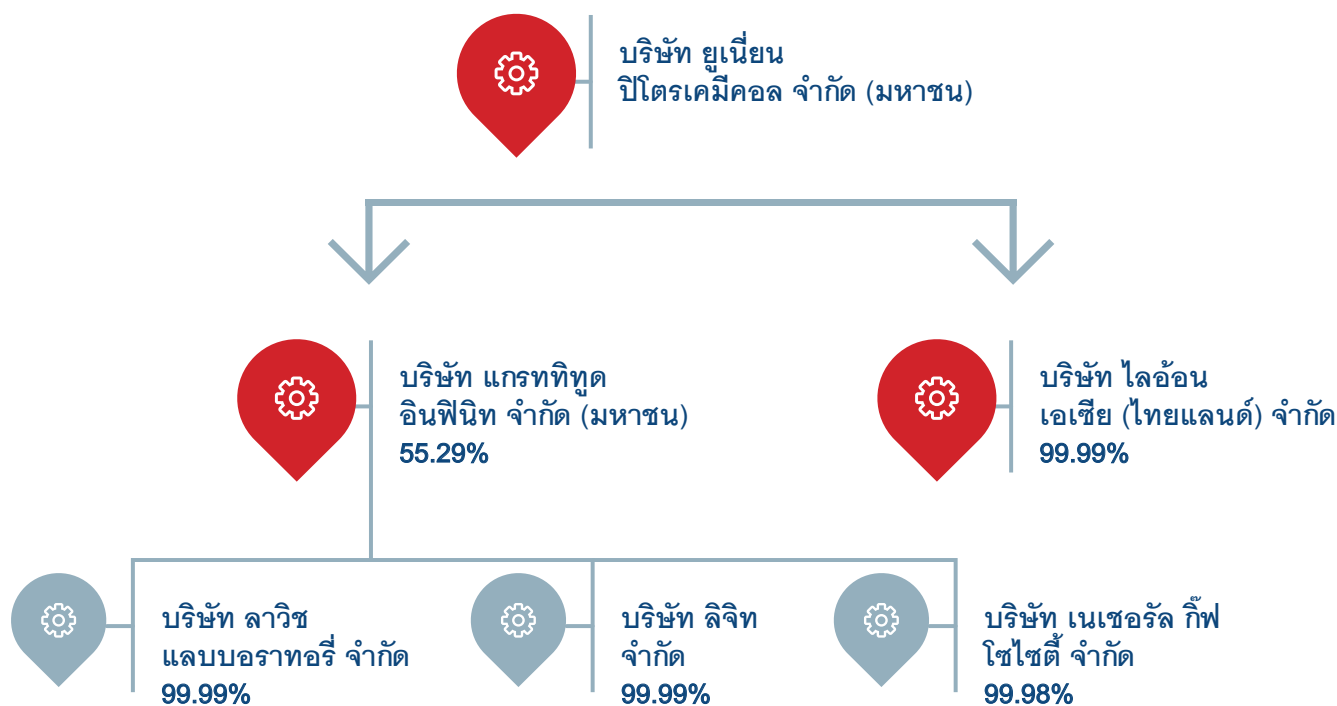 บริษัท ยูเนี่ยน
ปิโตรเคมีคอล จำกัด (มหาชน)
บริษัท แกรททิทูด
อินฟินิท จำกัด (มหาชน)
55.29%
บริษัท ไลอ้อน
เอเซีย (ไทยแลนด์) จำกัด
99.99%
บริษัท ลาวิช
แลบบอราทอรี่ จำกัด
99.99%
บริษัท ลิจิท
จำกัด
99.99%
บริษัท เนเชอรัล กิ๊ฟ
โซไซตี้ จำกัด
99.98%